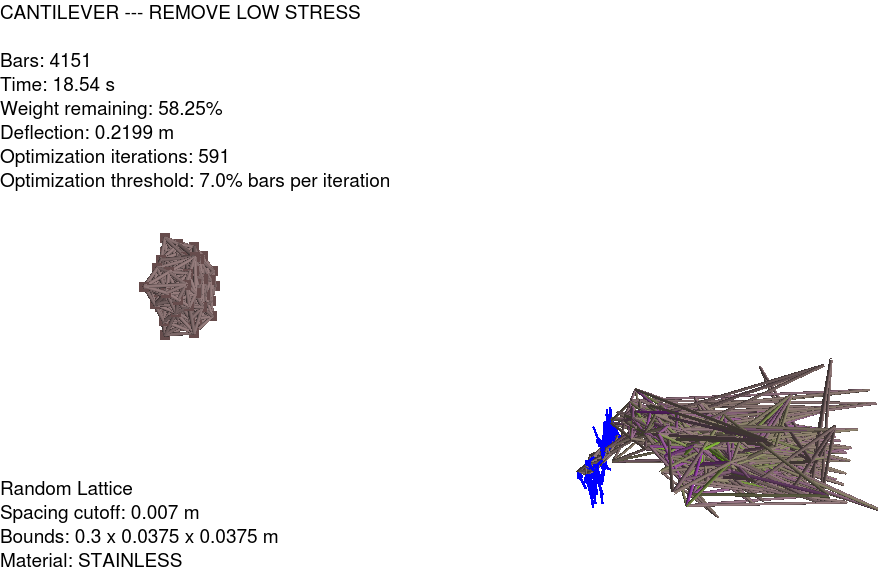 CANTILEVER --- REMOVE LOW STRESS
Bars: 4151
Time: 18.54 s
Weight remaining: 58.25%
Deflection: 0.2199 m
Optimization iterations: 591
Optimization threshold: 7.0% bars per iteration
Random Lattice
Spacing cutoff: 0.007 m
Bounds: 0.3 x 0.0375 x 0.0375 m
Material: STAINLESS